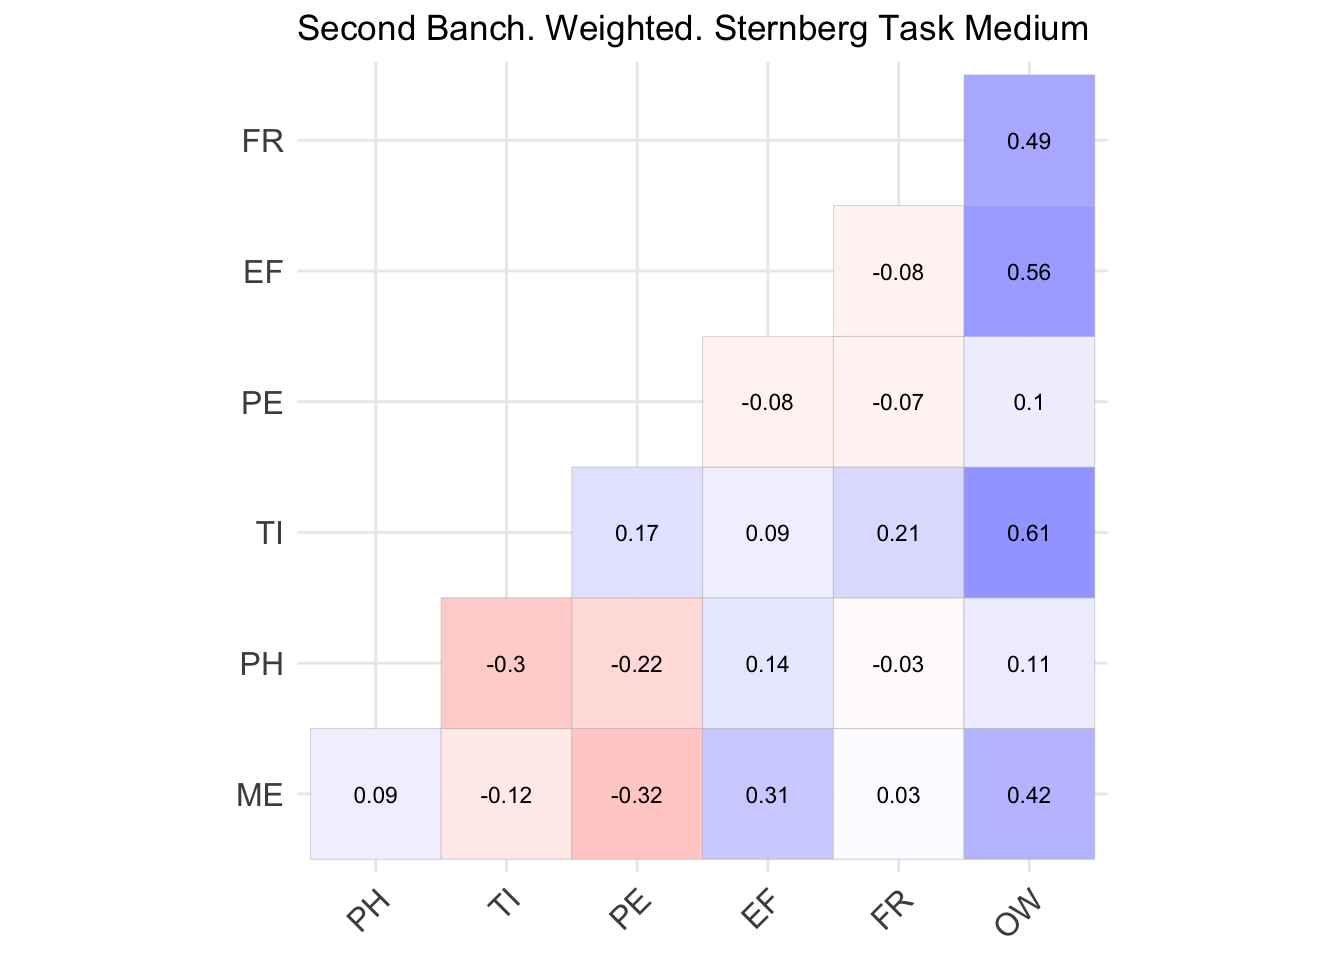 Second Banch. Weighted. Sternberg Task Medium
FR 0.49
EF -0.08 0.56
PE -0.08 -0.07 0.1
TI 0.17 0.09 0.21 0.61
PH -0.3 -0.22 0.14 -0.03 0.11
ME 0.09 -0.12 -0.32 0.31 0.03 0.42
PH TI PE EF FR OW